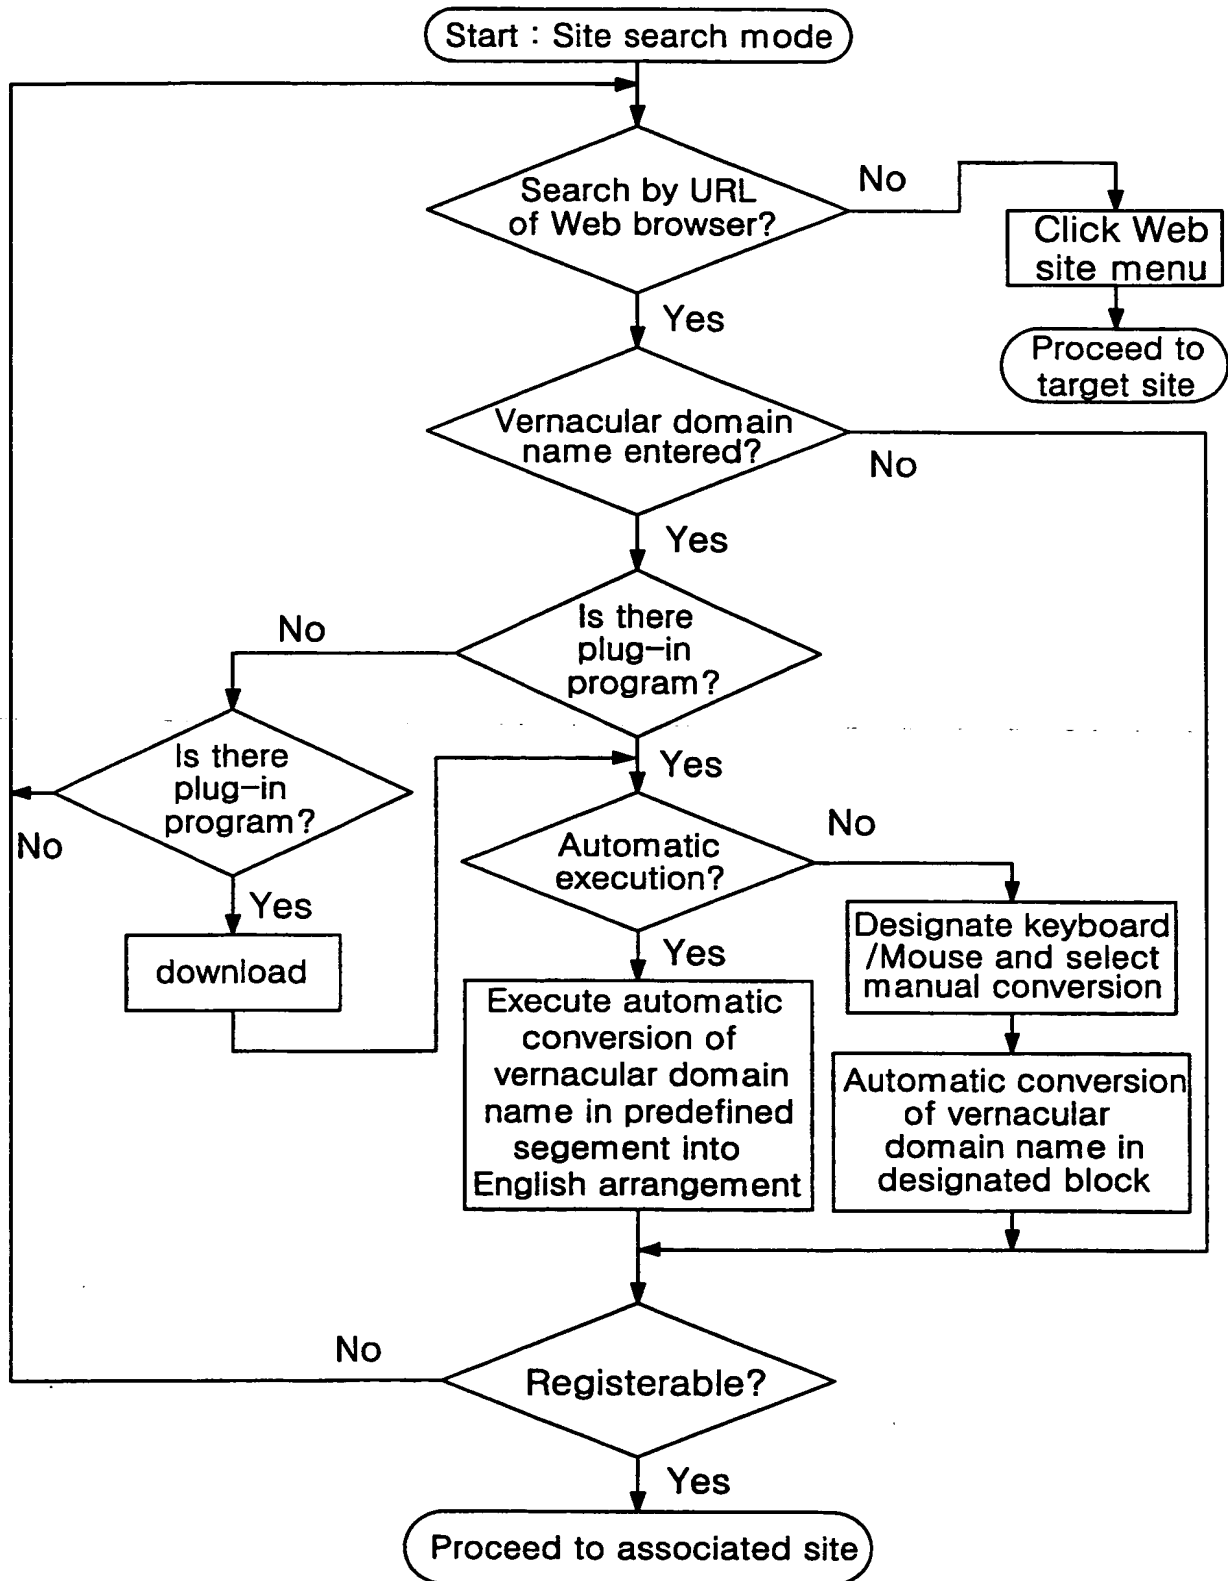 Start : Site search mode
Search by URL
of Web browser?
No
Click Web
site menu
Yes
Proceed to
target site
Vernacular domain
name entered?
No
Yes
Is there
plug-in
program?
No
Is there
plug-in
program?
No
Yes
Yes
download
Automatic
execution?
No
Yes
Designate keyboard
/Mouse and select
manual conversion
Execute automatic
conversion of
vernacular domain
name in predefined
segement into
English arrangement
Automatic conversion
of vernacular
domain name in
designated block
Registerable?
No
Yes
Proceed to associated site